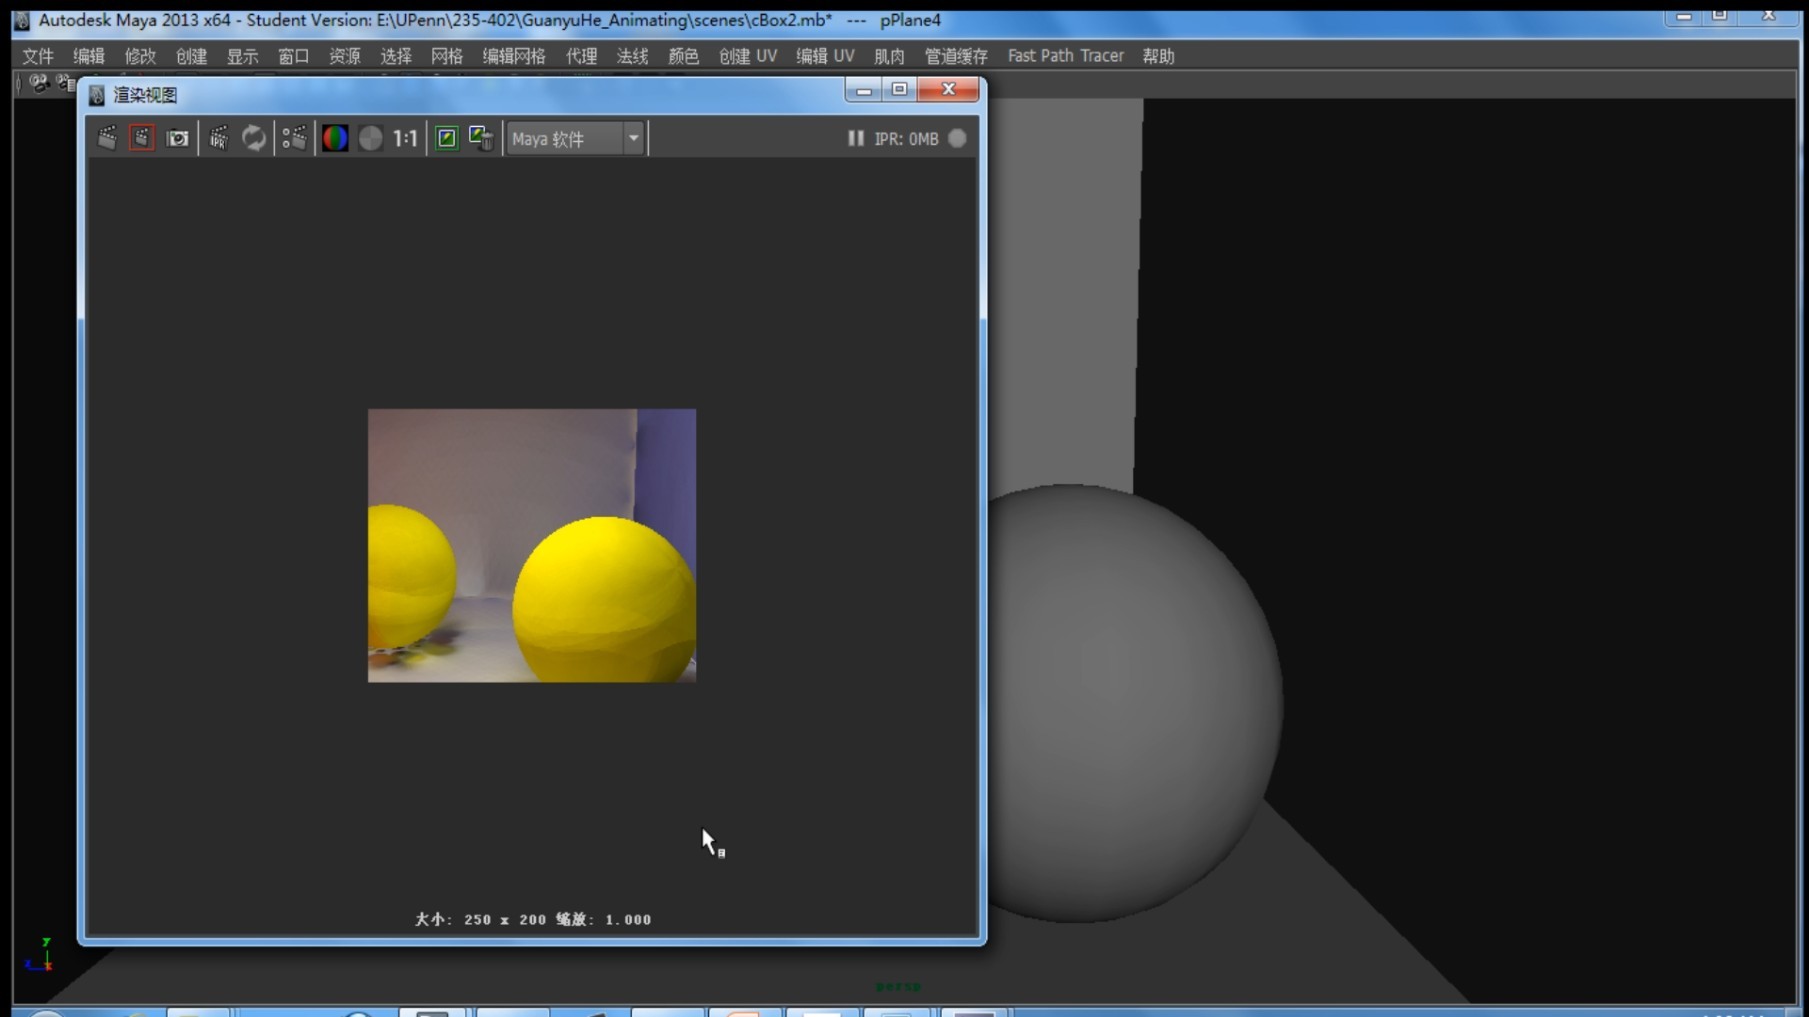 Autodesk Maya 2013 x64 - Student Version: E:\UPenn\235-402\GuanyuHe_Animating\scenes\cBox2.mb*   ---   pPlane4
文件 编辑 修改 创建 显示 窗口 资源 选择 网格 编辑网格 代理 法线 颜色 创建 UV 编辑 UV 肌肉 管道缓存 Fast Path Tracer 帮助
渲染视图
IPR 1:1 Maya 软件 IPR: 0MB
大小: 250 x 200 缩放: 1.000
y
z x
persp